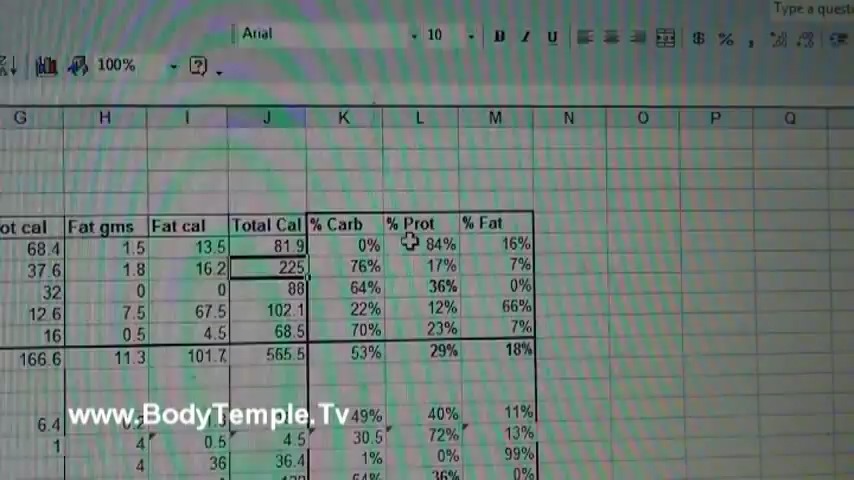 Type a quest
Arial 10 B I U $ % ,
100%
G H I J K L M N O P Q
ot cal Fat gms Fat cal Total Cal % Carb % Prot % Fat
68.4 1.5 13.5 81.9 0% 84% 16%
37.6 1.8 16.2 225 76% 17% 7%
32 0 0 88 64% 36% 0%
12.6 7.5 67.5 102.1 22% 12% 66%
16 0.5 4.5 68.5 70% 23% 7%
166.6 11.3 101.7 565.5 53% 29% 18%
www.BodyTemple.Tv
6.4 49% 40% 11%
1 4 0.5 4.5 30.5 72% 13%
4 36 36.4 1% 0% 99%
64% 36% 0%